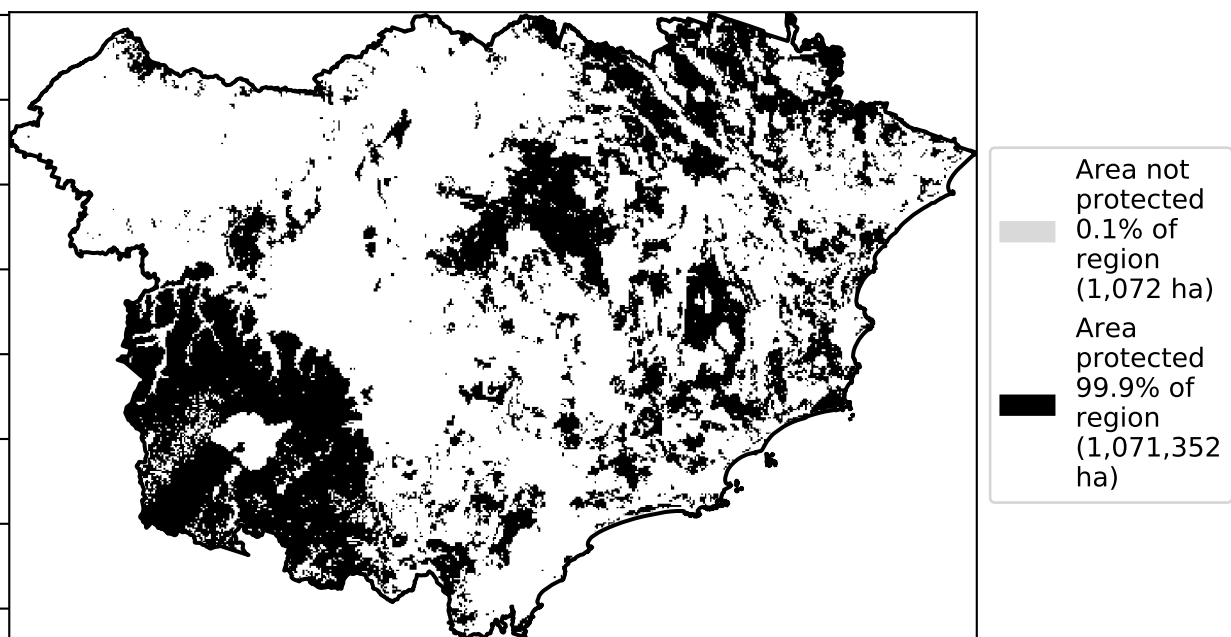 Area not
protected
0.1% of
region
(1,072 ha)
Area
protected
99.9% of
region
(1,071,352
ha)